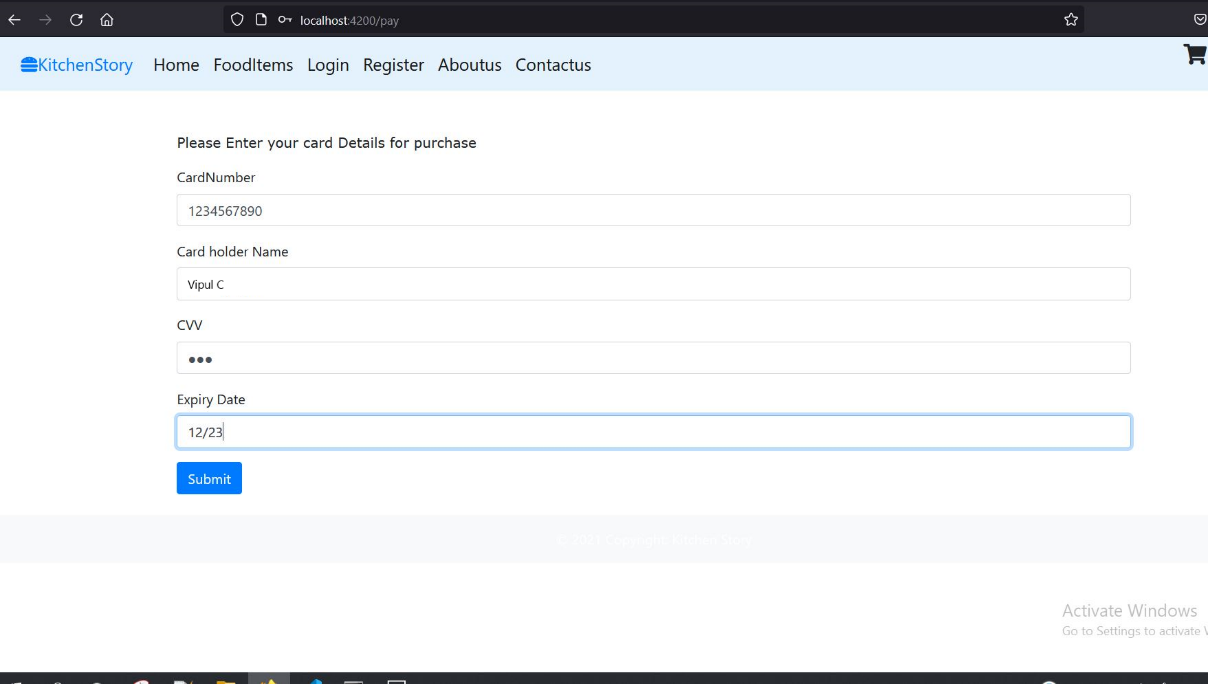 localhost:4200/pay
KitchenStory Home FoodItems Login Register Aboutus Contactus
Please Enter your card Details for purchase
CardNumber
1234567890
Card holder Name
Vipul C
CVV
•••
Expiry Date
12/23
Submit
Activate Windows
Go to Settings to activate